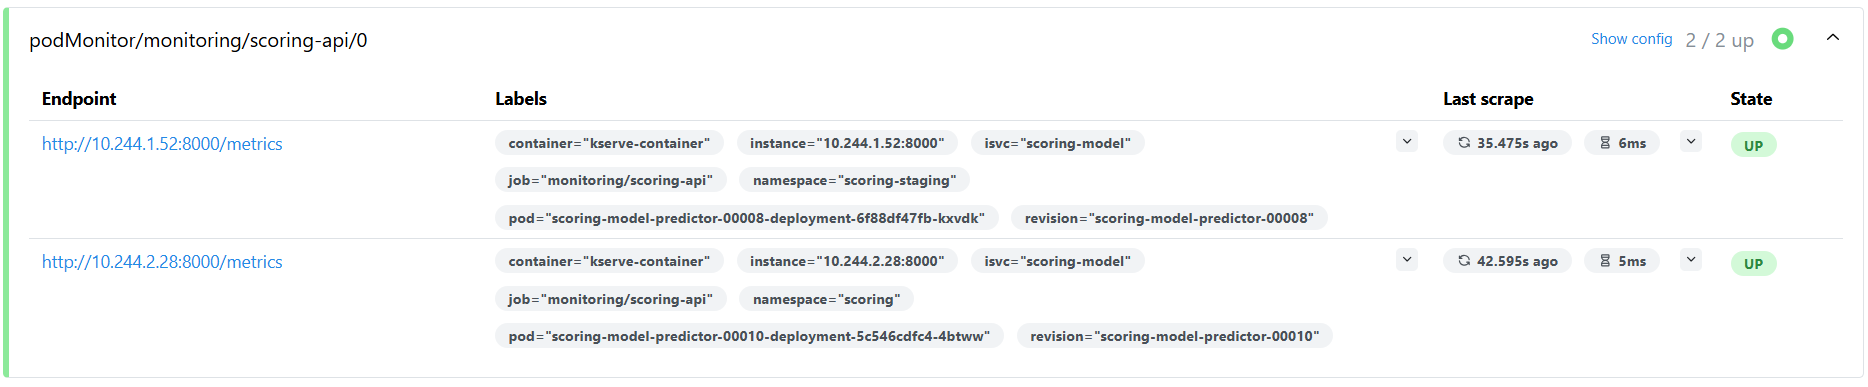 podMonitor/monitoring/scoring-api/0 Show config 2 / 2 up
Endpoint Labels Last scrape State
http://10.244.1.52:8000/metrics container="kserve-container" instance="10.244.1.52:8000" isvc="scoring-model" 35.475s ago 6ms UP
job="monitoring/scoring-api" namespace="scoring-staging"
pod="scoring-model-predictor-00008-deployment-6f88df47fb-kxvdk" revision="scoring-model-predictor-00008"
http://10.244.2.28:8000/metrics container="kserve-container" instance="10.244.2.28:8000" isvc="scoring-model" 42.595s ago 5ms UP
job="monitoring/scoring-api" namespace="scoring"
pod="scoring-model-predictor-00010-deployment-5c546cdfc4-4btww" revision="scoring-model-predictor-00010"